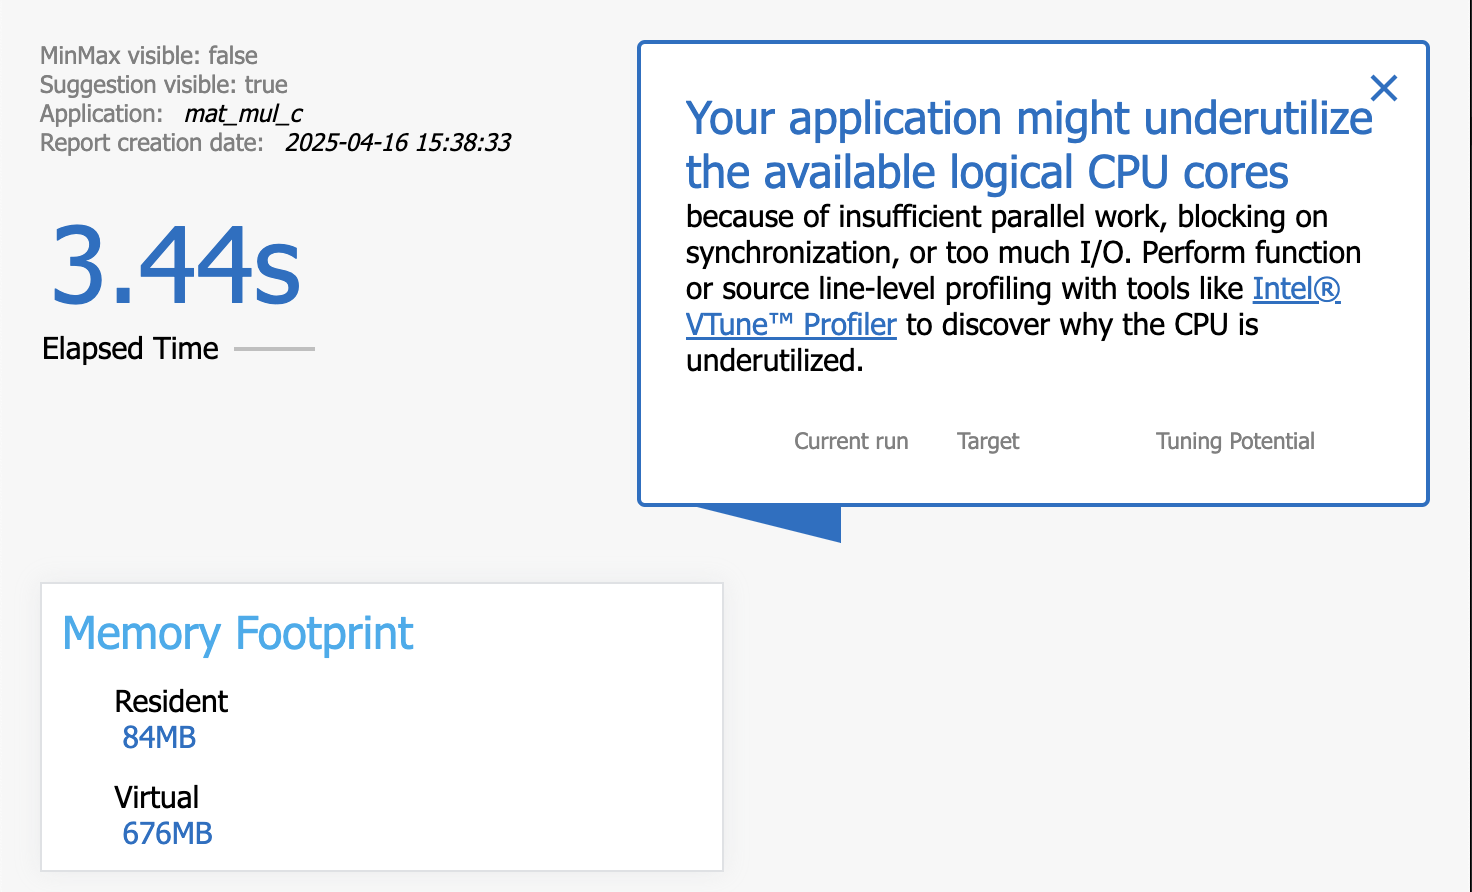 MinMax visible: false
Suggestion visible: true
Application: mat_mul_c
Report creation date: 2025-04-16 15:38:33
3.44s
Elapsed Time
Your application might underutilize
the available logical CPU cores
because of insufficient parallel work, blocking on
synchronization, or too much I/O. Perform function
or source line-level profiling with tools like Intel®
VTune™ Profiler to discover why the CPU is
underutilized.
Current run Target Tuning Potential
Memory Footprint
Resident
84MB
Virtual
676MB